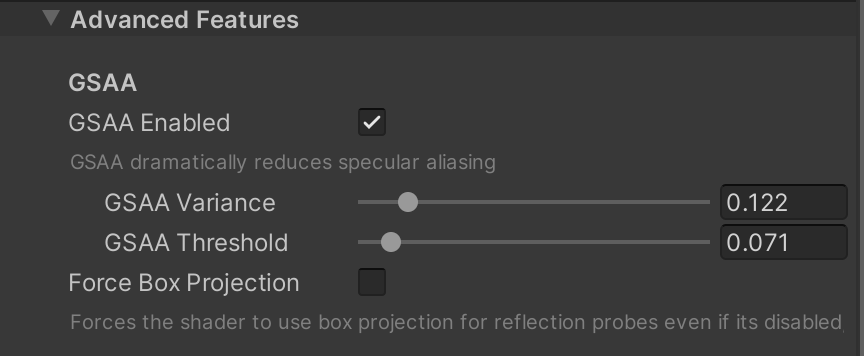 Advanced Features
GSAA
GSAA Enabled
GSAA dramatically reduces specular aliasing
GSAA Variance 0.122
GSAA Threshold 0.071
Force Box Projection
Forces the shader to use box projection for reflection probes even if its disabled